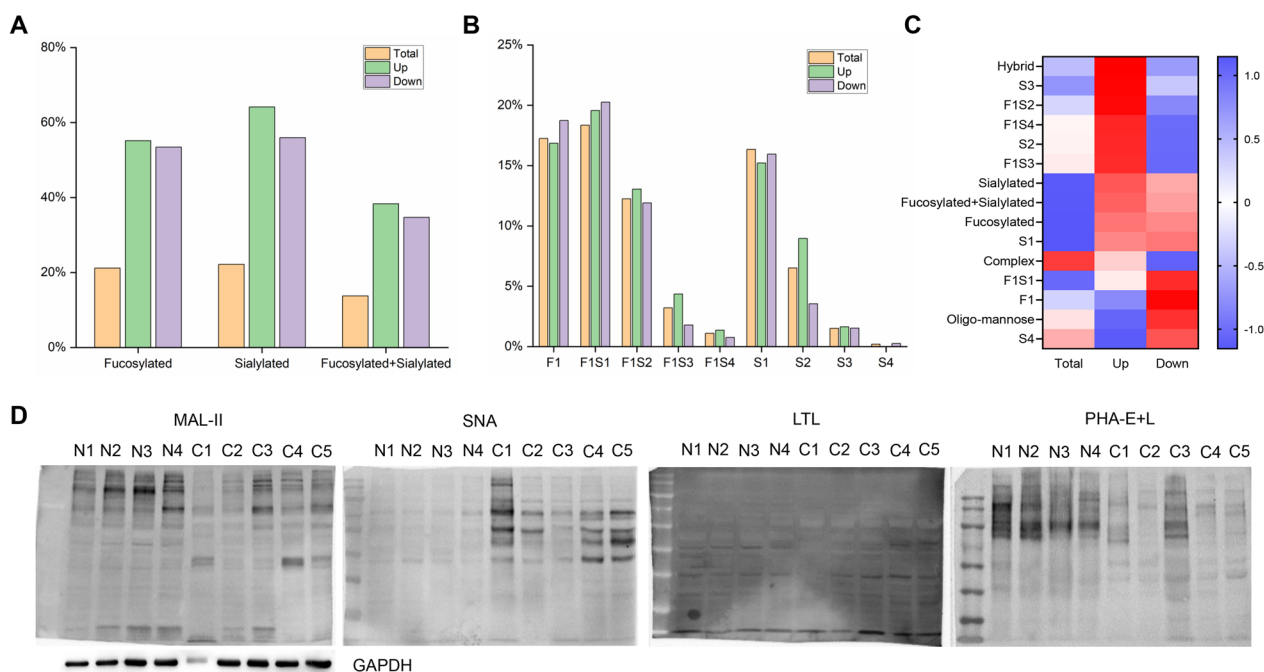 A
80%
60%
40%
20%
0%
Total
Up
Down
Fucosylated
Sialylated
Fucosylated+Sialylated
B
25%
20%
15%
10%
5%
0%
Total
Up
Down
F1
F1S1
F1S2
F1S3
F1S4
S1
S2
S3
S4
C
Hybrid
S3
F1S2
F1S4
S2
F1S3
Sialylated
Fucosylated+Sialylated
Fucosylated
S1
Complex
F1S1
F1
Oligo-mannose
S4
Total Up Down
1.0
0.5
0
-0.5
-1.0
D
MAL-II
N1 N2 N3 N4 C1 C2 C3 C4 C5
SNA
N1 N2 N3 N4 C1 C2 C3 C4 C5
LTL
N1 N2 N3 N4 C1 C2 C3 C4 C5
PHA-E+L
N1 N2 N3 N4 C1 C2 C3 C4 C5
GAPDH